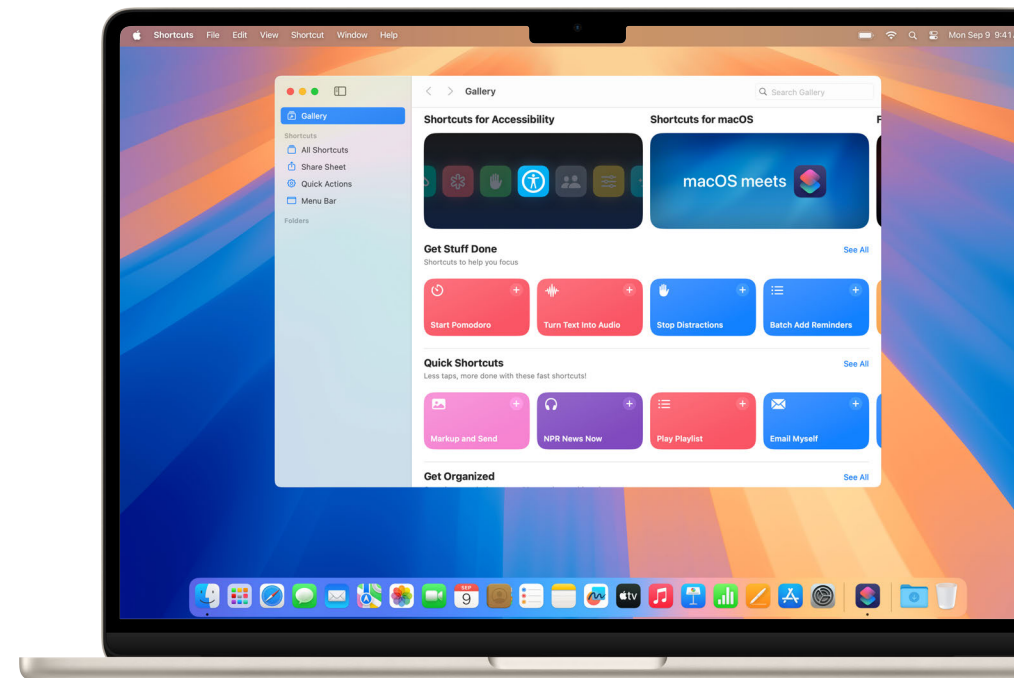 Shortcuts File Edit View Shortcut Window Help
Mon Sep 9 9:41
Gallery
Search Gallery
Gallery
Shortcuts
All Shortcuts
Share Sheet
Quick Actions
Menu Bar
Folders
Shortcuts for Accessibility
Shortcuts for macOS
F
macOS meets
Get Stuff Done
See All
Shortcuts to help you focus
Start Pomodoro
Turn Text Into Audio
Stop Distractions
Batch Add Reminders
Quick Shortcuts
See All
Less taps, more done with these fast shortcuts!
Markup and Send
NPR News Now
Play Playlist
Email Myself
Get Organized
See All
SEP
9
tv